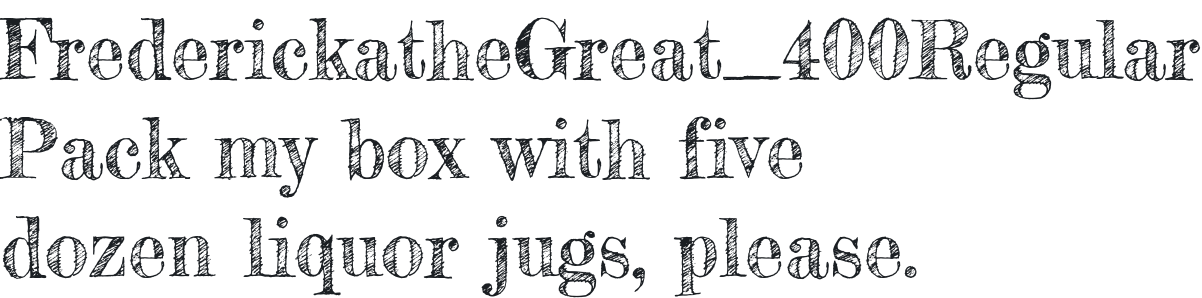 FrederickatheGreat_400Regular
Pack my box with five
dozen liquor jugs, please.